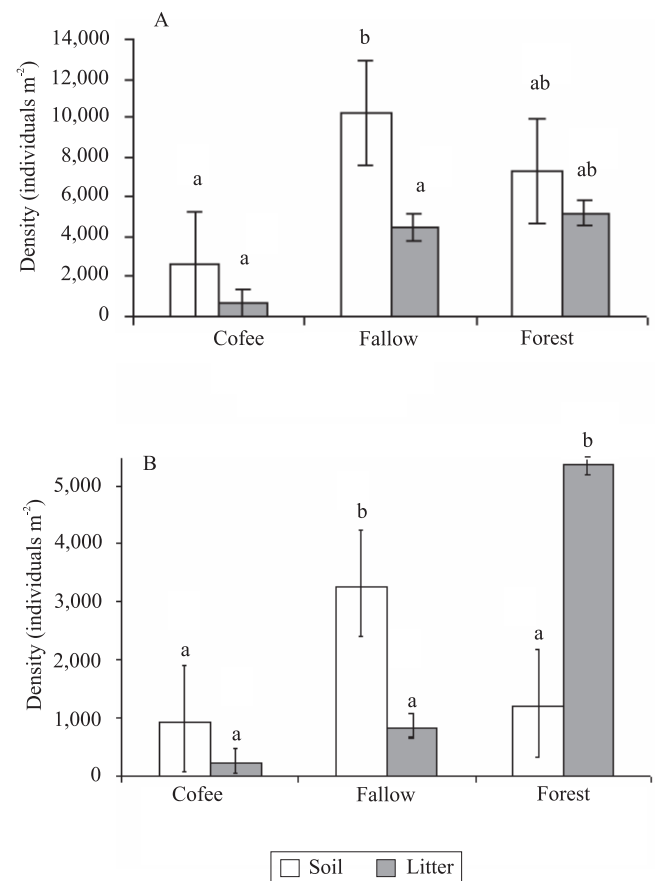 A
14,000
12,000
10,000
8,000
6,000
4,000
2,000
0
Density (individuals m-2)
a
a
b
a
ab
ab
Cofee Fallow Forest
B
5,000
4,000
3,000
2,000
1,000
0
Density (individuals m-2)
a
a
b
a
a
b
Cofee Fallow Forest
Soil Litter